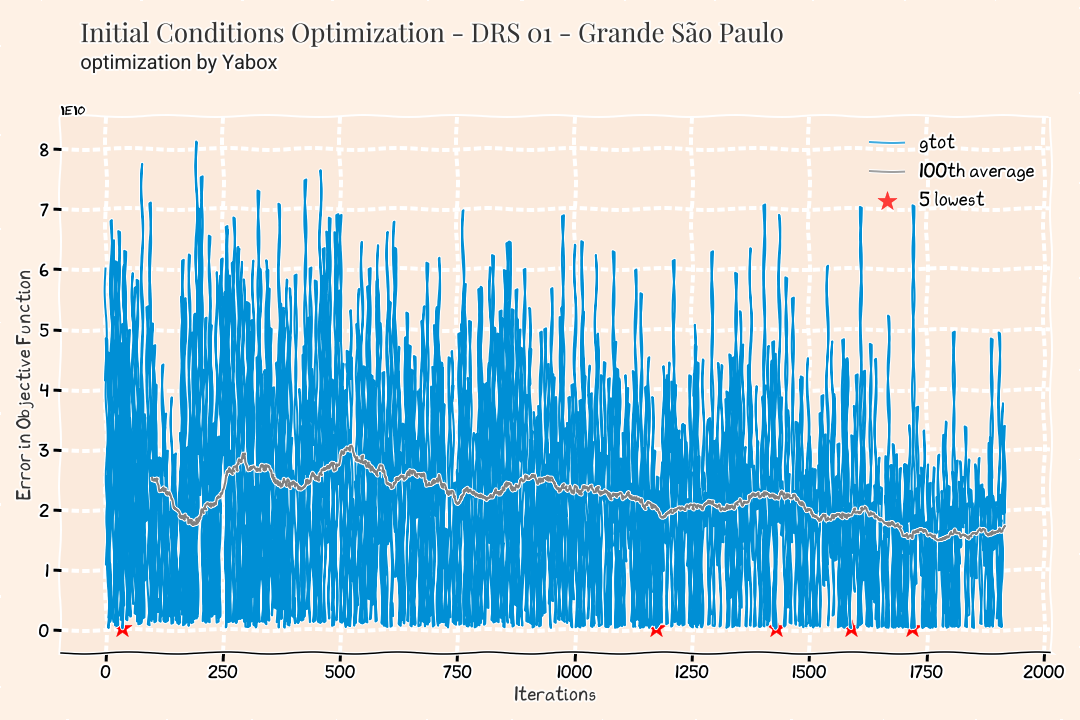 Initial Conditions Optimization - DRS 01 - Grande São Paulo
optimization by Yabox
1E10
gtot
100th average
5 lowest
8
7
6
5
4
3
2
1
0
Error in Objective Function
0 250 500 750 1000 1250 1500 1750 2000
Iterations